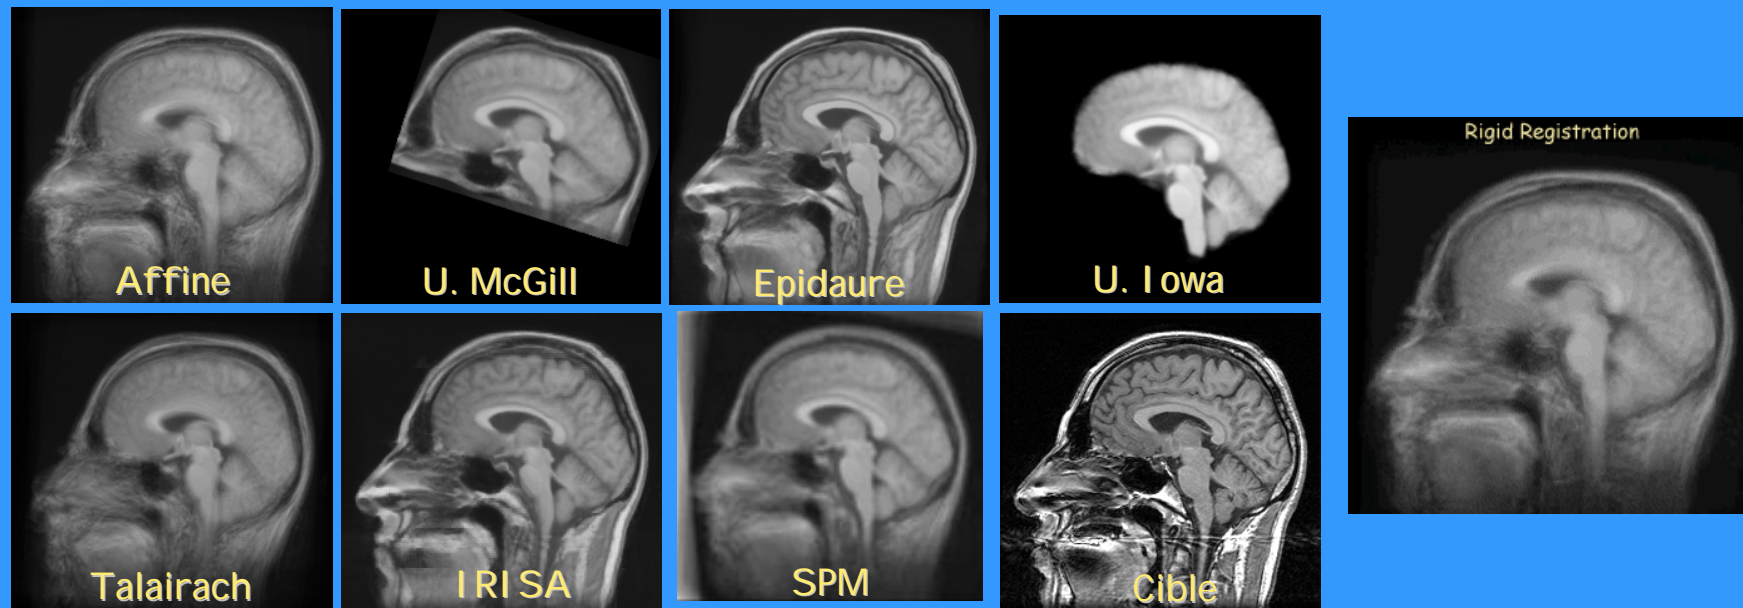 Rigid Registration
Affine
U. McGill
Epidaure
U. Iowa
Talairach
IRISA
SPM
Cible